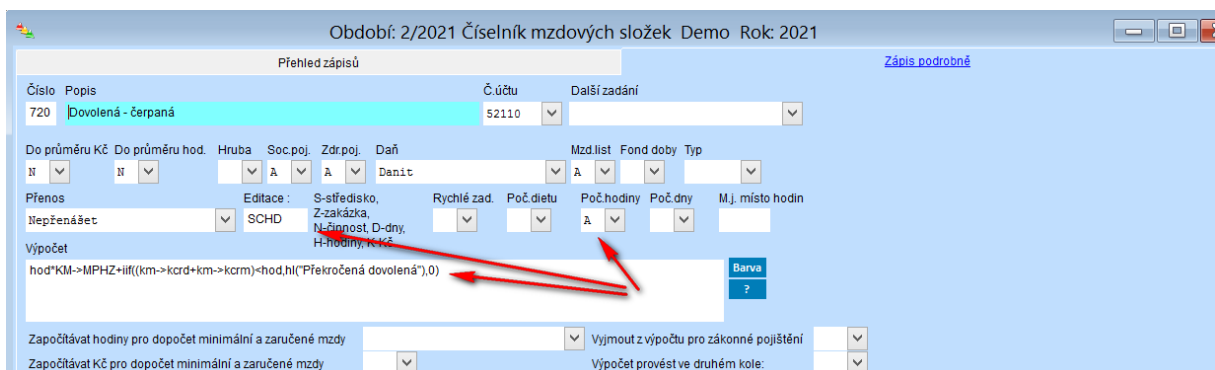 Období: 2/2021 Číselník mzdových složek Demo Rok: 2021
Přehled zápisů Zápis podrobně
Číslo Popis Č.účtu Další zadání
720 Dovolená - čerpaná 52110
Do průměru Kč Do průměru hod. Hruba Soc.poj. Zdr.poj. Daň Mzd.list Fond doby Typ
N N A A Danit A
Přenos Editace : S-středisko, Rychlé zad. Poč.dietu Poč.hodiny Poč.dny M.j. místo hodin
Nepřenášet SCHD Z-zakázka, A
N-činnost, D-dny,
H-hodiny, K-Kč
Výpočet
hod*KM->MPHZ+iif((km->kcrd+km->kcrm)<hod,hl("Překročená dovolená"),0) Barva
?
Započítávat hodiny pro dopočet minimální a zaručené mzdy Vyjmout z výpočtu pro zákonné pojištění
Započítávat Kč pro dopočet minimální a zaručené mzdy Výpočet provést ve druhém kole: